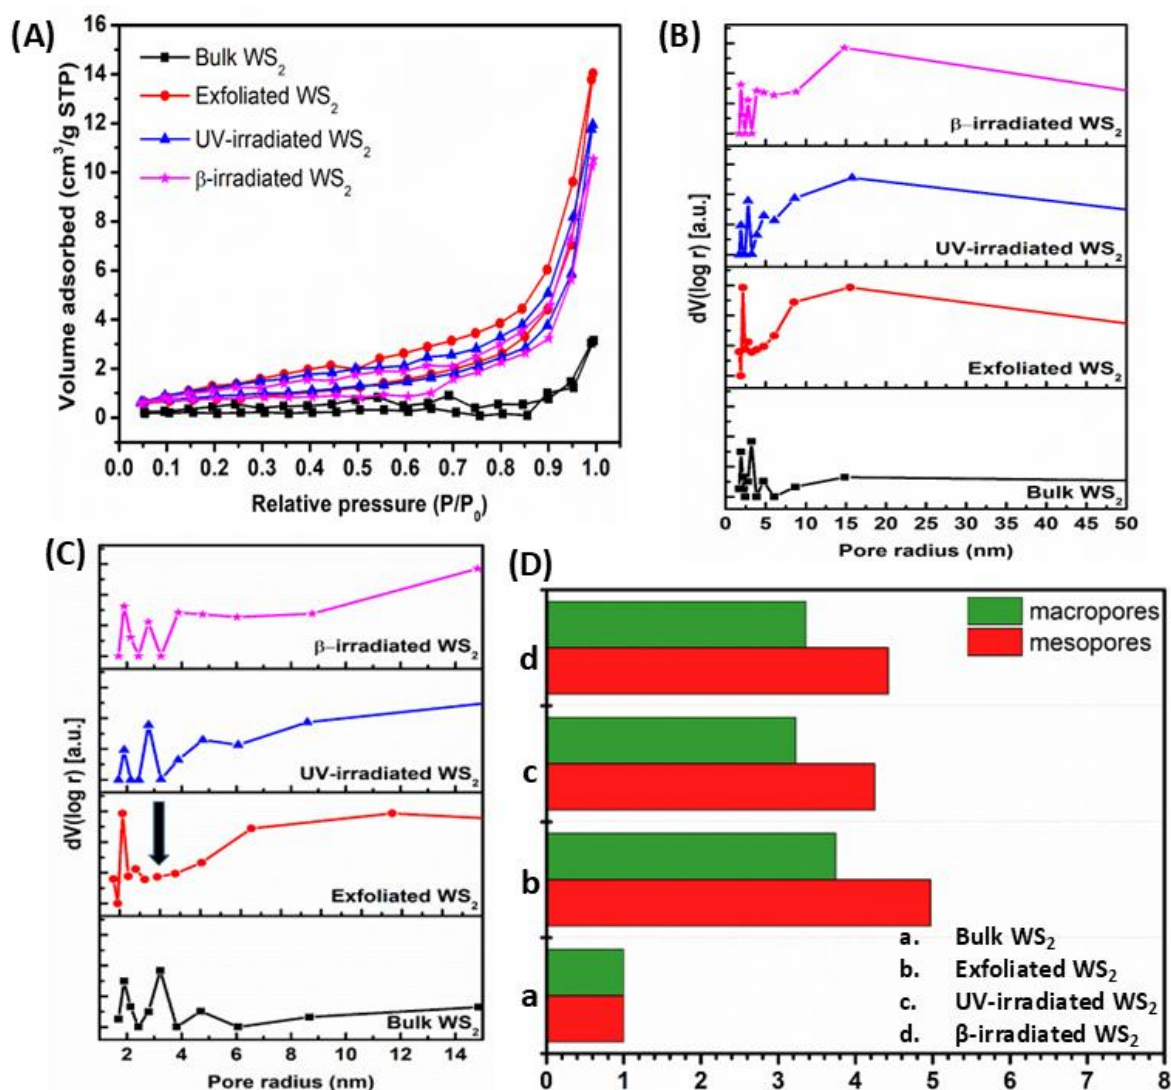 (A)
16
14
12
10
8
6
4
2
0
Volume adsorbed (cm³/g STP)
Bulk WS₂
Exfoliated WS₂
UV-irradiated WS₂
β-irradiated WS₂
0.0 0.1 0.2 0.3 0.4 0.5 0.6 0.7 0.8 0.9 1.0
Relative pressure (P/P₀)
(B)
dV(log r) [a.u.]
β–irradiated WS₂
UV-irradiated WS₂
Exfoliated WS₂
Bulk WS₂
0 5 10 15 20 25 30 35 40 45 50
Pore radius (nm)
(C)
dV(log r) [a.u.]
β–irradiated WS₂
UV-irradiated WS₂
Exfoliated WS₂
Bulk WS₂
2 4 6 8 10 12 14
Pore radius (nm)
(D)
macropores
mesopores
d
c
b
a
a. Bulk WS₂
b. Exfoliated WS₂
c. UV-irradiated WS₂
d. β-irradiated WS₂
0 1 2 3 4 5 6 7 8